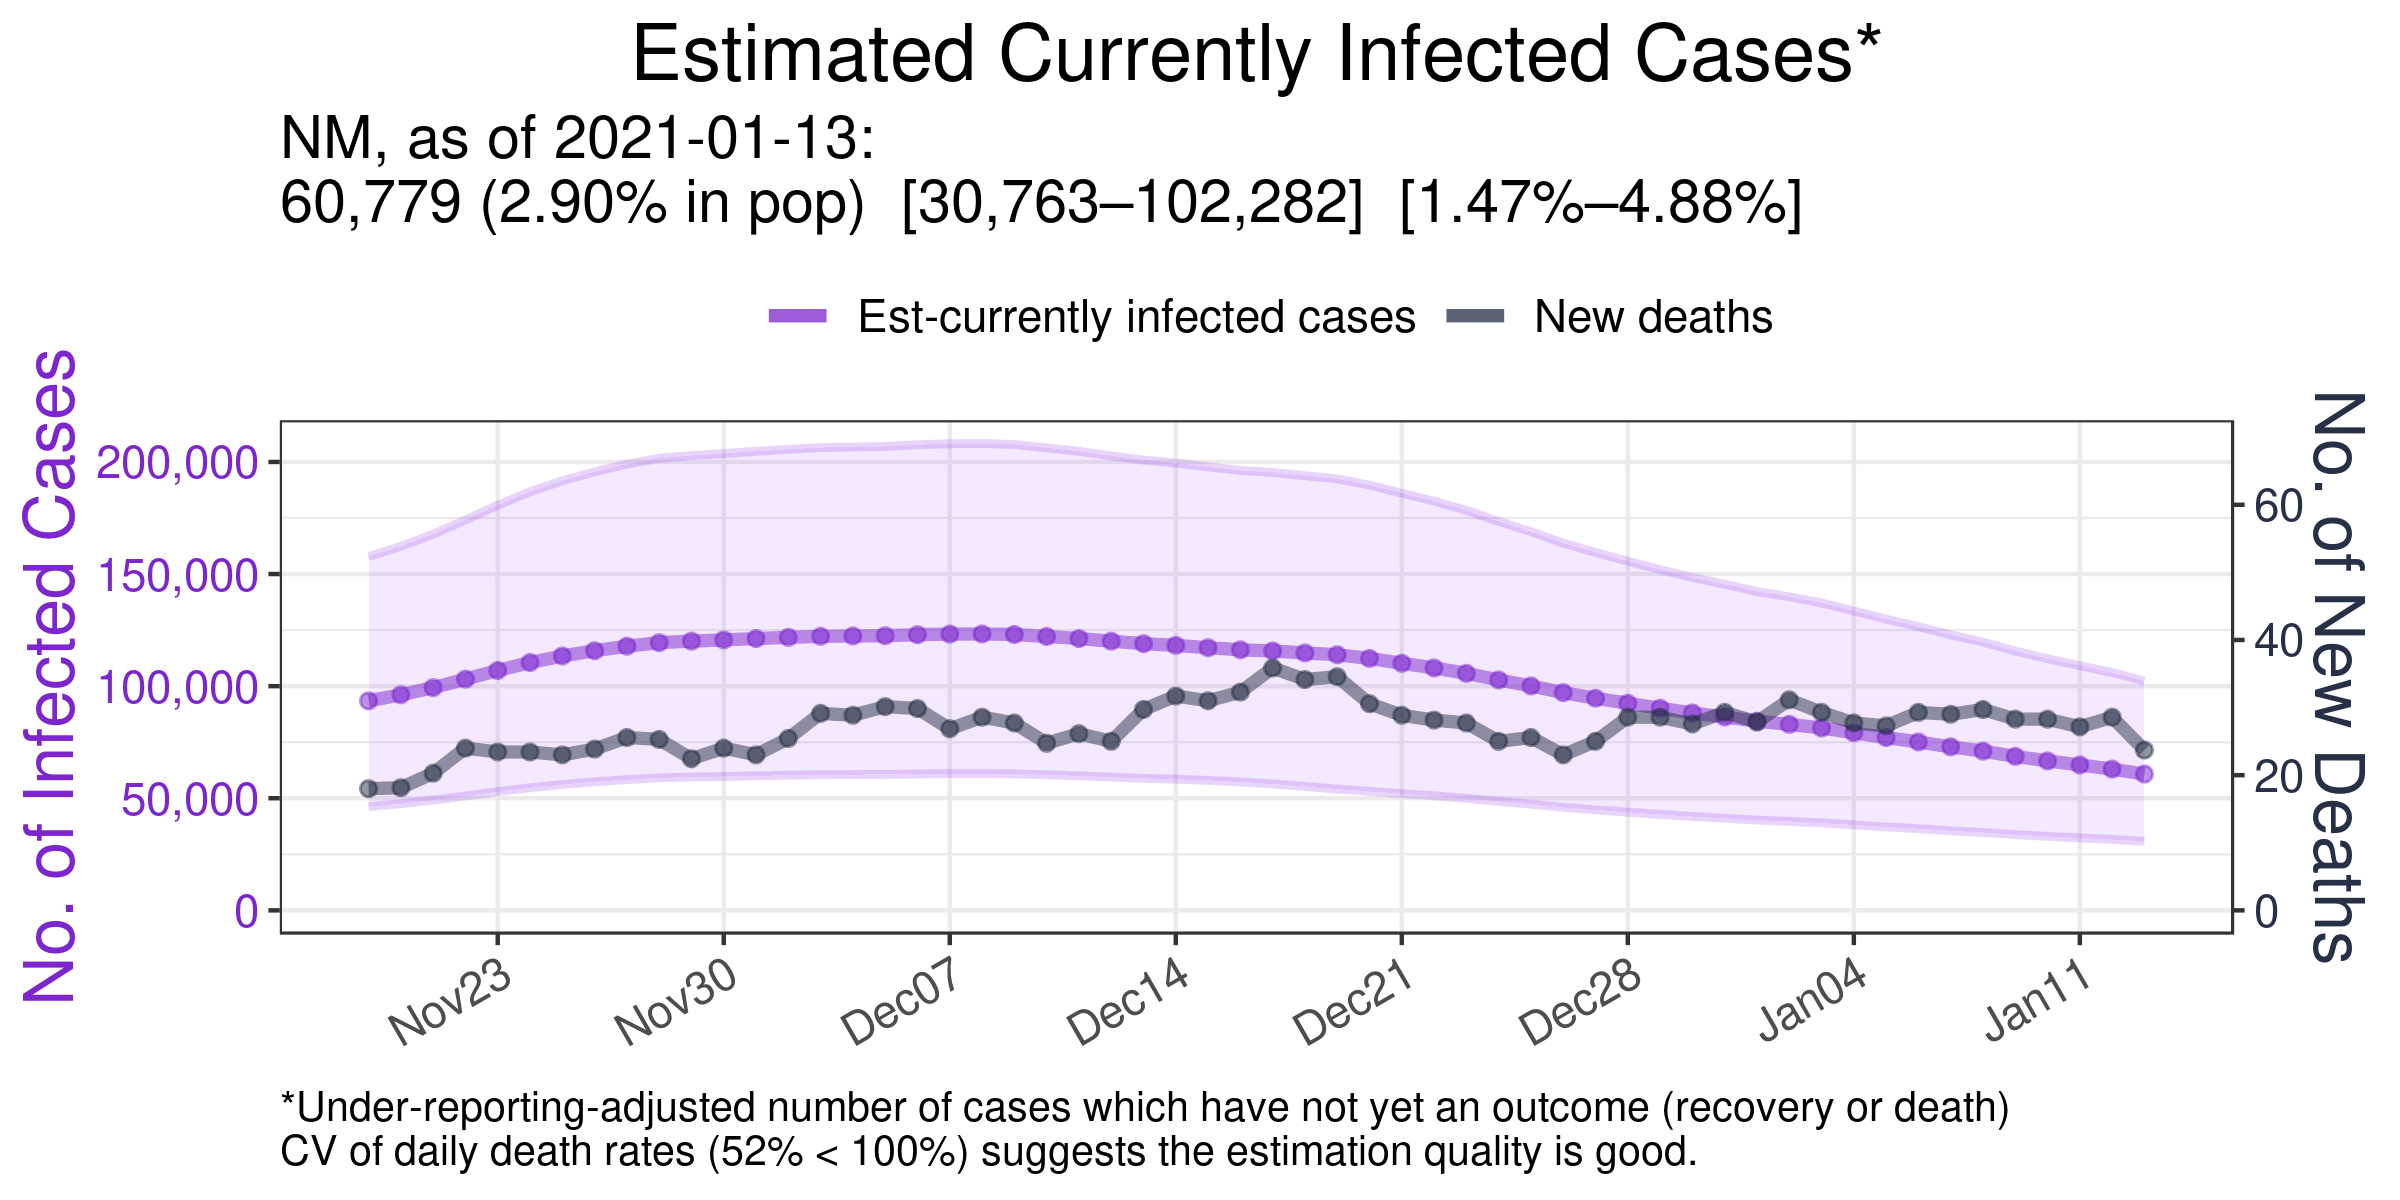 Estimated Currently Infected Cases*
NM, as of 2021-01-13:
60,779 (2.90% in pop)  [30,763–102,282]  [1.47%–4.88%]
Est-currently infected cases
New deaths
No. of Infected Cases
200,000
150,000
100,000
50,000
0
No. of New Deaths
60
40
20
0
Nov23
Nov30
Dec07
Dec14
Dec21
Dec28
Jan04
Jan11
*Under-reporting-adjusted number of cases which have not yet an outcome (recovery or death)
CV of daily death rates (52% < 100%) suggests the estimation quality is good.